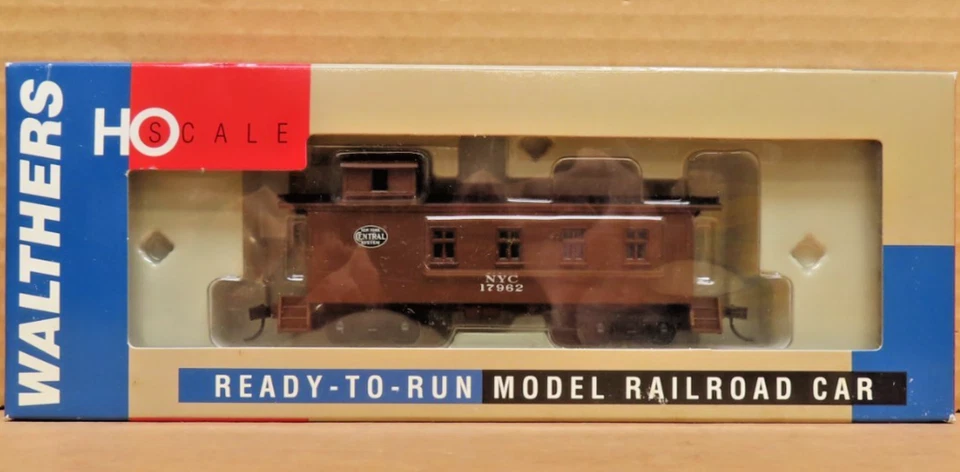 WALTHERS
HO SCALE
NEW YORK
CENTRAL
SYSTEM
NYC
17962
READY-TO-RUN MODEL RAILROAD CAR